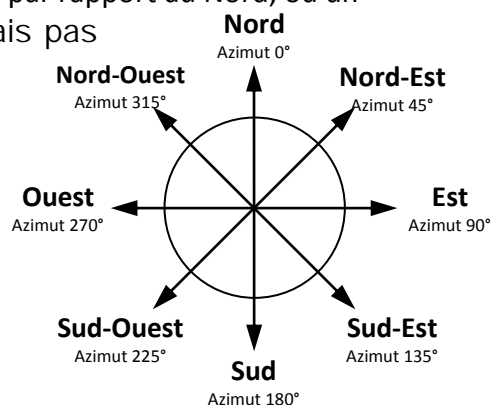 par rapport au Nord, ou un
ais pas
Nord
Azimut 0°
Nord-Ouest
Azimut 315°
Nord-Est
Azimut 45°
Ouest
Azimut 270°
Est
Azimut 90°
Sud-Ouest
Azimut 225°
Sud-Est
Azimut 135°
Sud
Azimut 180°